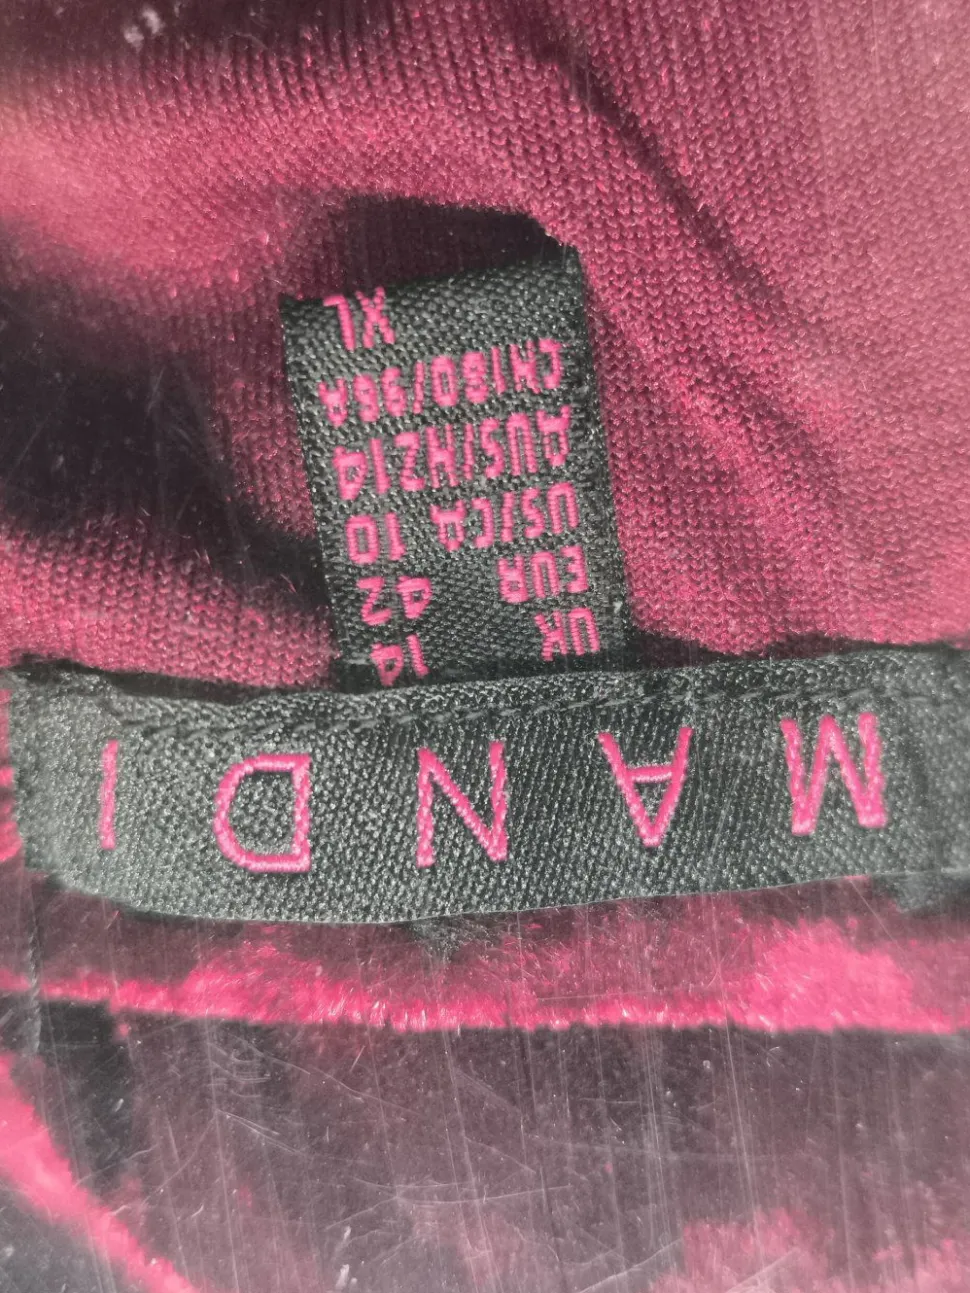 MANDI
UK 14
EUR 42
US/CA 10
AUS/NZ14
CN180/96A
XL